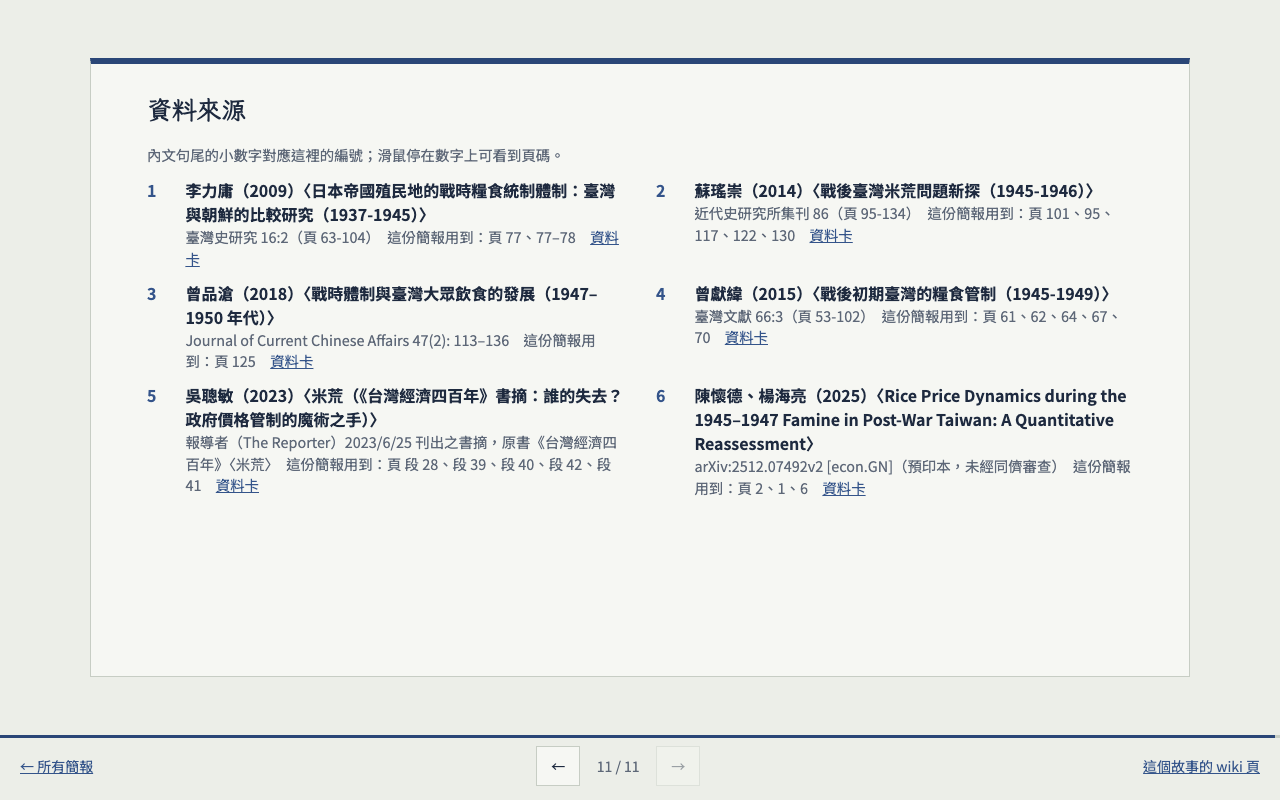 資料來源
內文句尾的小數字對應這裡的編號；滑鼠停在數字上可看到頁碼。
1 李力庸（2009）〈日本帝國殖民地的戰時糧食統制體制：臺灣
與朝鮮的比較研究（1937-1945）〉
臺灣史研究 16:2（頁 63-104） 這份簡報用到：頁 77、77–78 資料
卡
2 蘇瑤崇（2014）〈戰後臺灣米荒問題新探（1945-1946）〉
近代史研究所集刊 86（頁 95-134） 這份簡報用到：頁 101、95、
117、122、130 資料卡
3 曾品滄（2018）〈戰時體制與臺灣大眾飲食的發展（1947–
1950 年代）〉
Journal of Current Chinese Affairs 47(2): 113–136 這份簡報用
到：頁 125 資料卡
4 曾獻緯（2015）〈戰後初期臺灣的糧食管制（1945-1949）〉
臺灣文獻 66:3（頁 53-102） 這份簡報用到：頁 61、62、64、67、
70 資料卡
5 吳聰敏（2023）〈米荒（《台灣經濟四百年》書摘：誰的失去？
政府價格管制的魔術之手）〉
報導者（The Reporter）2023/6/25 刊出之書摘，原書《台灣經濟四
百年》〈米荒〉 這份簡報用到：頁 段 28、段 39、段 40、段 42、段
41 資料卡
6 陳懷德、楊海亮（2025）〈Rice Price Dynamics during the
1945–1947 Famine in Post-War Taiwan: A Quantitative
Reassessment〉
arXiv:2512.07492v2 [econ.GN]（預印本，未經同儕審查） 這份簡報
用到：頁 2、1、6 資料卡
← 所有簡報
← 11 / 11 →
這個故事的 wiki 頁